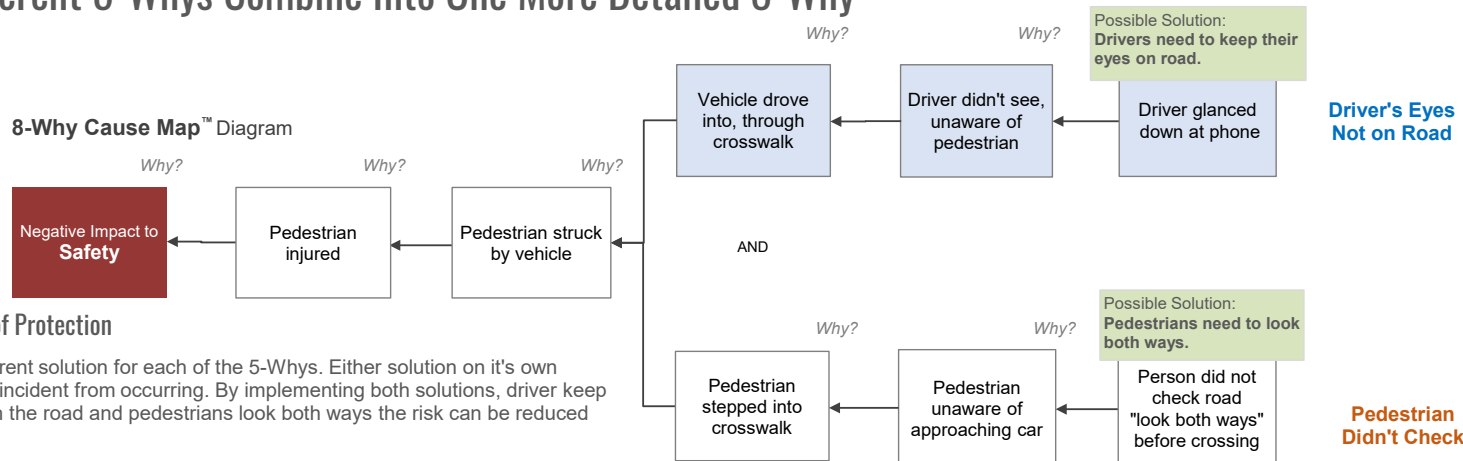 8-Why Cause Map™ Diagram
Why?
Why?
Why?
Negative Impact to
Safety
Pedestrian
injured
Pedestrian struck
by vehicle
Why?
Why?
Vehicle drove
into, through
crosswalk
Driver didn't see,
unaware of
pedestrian
Possible Solution:
Drivers need to keep their
eyes on road.
Driver glanced
down at phone
Driver's Eyes
Not on Road
AND
Why?
Why?
Pedestrian
stepped into
crosswalk
Pedestrian
unaware of
approaching car
Possible Solution:
Pedestrians need to look
both ways.
Person did not
check road
"look both ways"
before crossing
Pedestrian
Didn't Check
of Protection
rent solution for each of the 5-Whys. Either solution on it's own
incident from occurring. By implementing both solutions, driver keep
the road and pedestrians look both ways the risk can be reduced